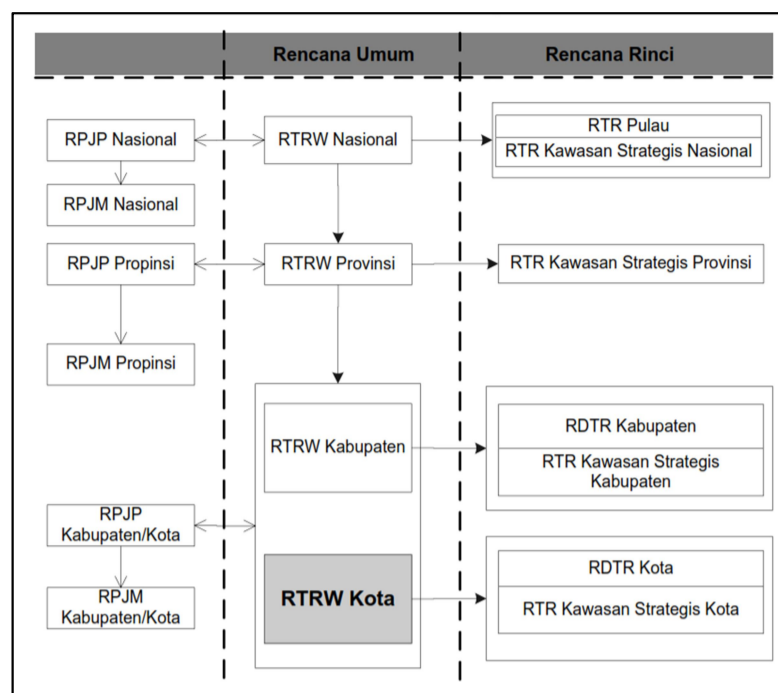 Rencana Umum
Rencana Rinci
RPJP Nasional
RTRW Nasional
RTR Pulau
RTR Kawasan Strategis Nasional
RPJM Nasional
RPJP Propinsi
RTRW Provinsi
RTR Kawasan Strategis Provinsi
RPJM Propinsi
RTRW Kabupaten
RDTR Kabupaten
RTR Kawasan Strategis
Kabupaten
RPJP
Kabupaten/Kota
RPJM
Kabupaten/Kota
RTRW Kota
RDTR Kota
RTR Kawasan Strategis Kota